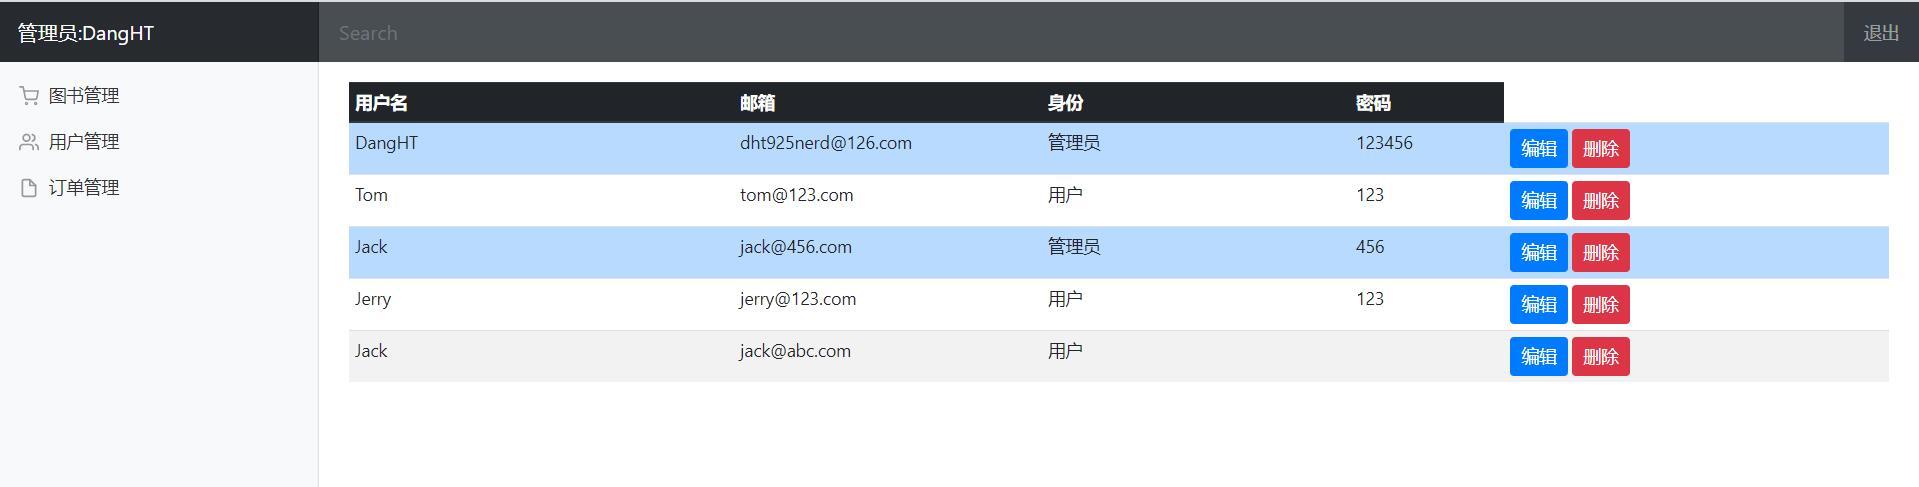 管理员:DangHT Search 退出
图书管理
用户管理
订单管理
用户名 邮箱 身份 密码
DangHT dht925nerd@126.com 管理员 123456 编辑 删除
Tom tom@123.com 用户 123 编辑 删除
Jack jack@456.com 管理员 456 编辑 删除
Jerry jerry@123.com 用户 123 编辑 删除
Jack jack@abc.com 用户 编辑 删除